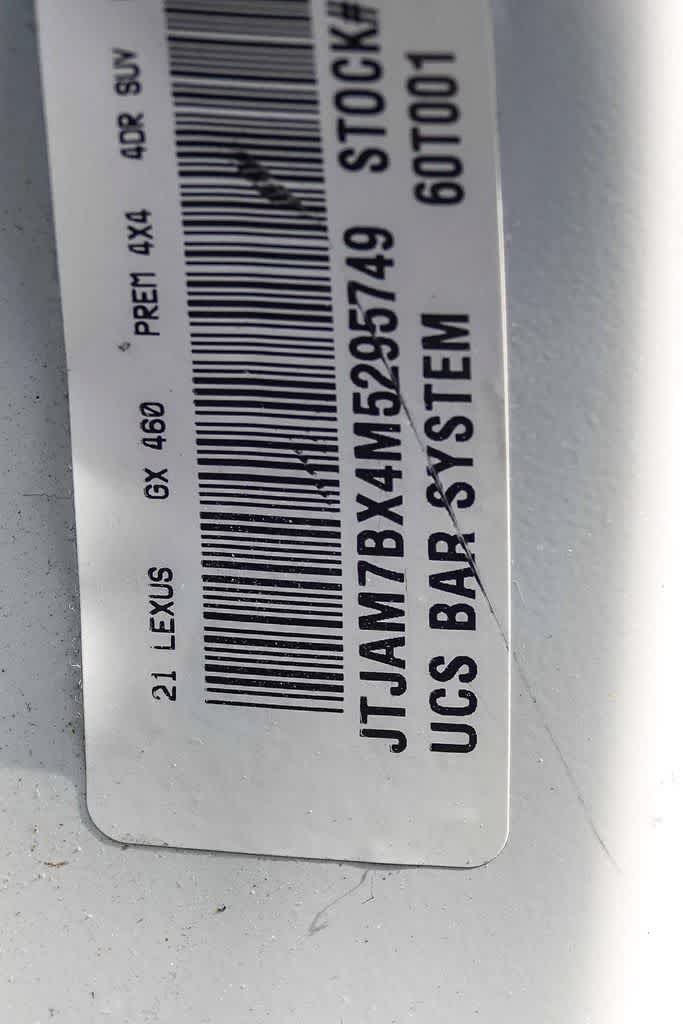 21 LEXUS GX 460 PREM 4X4 4DR SUV
JTJAM7BX4M5295749 STOCK#
UCS BAR SYSTEM 60T001